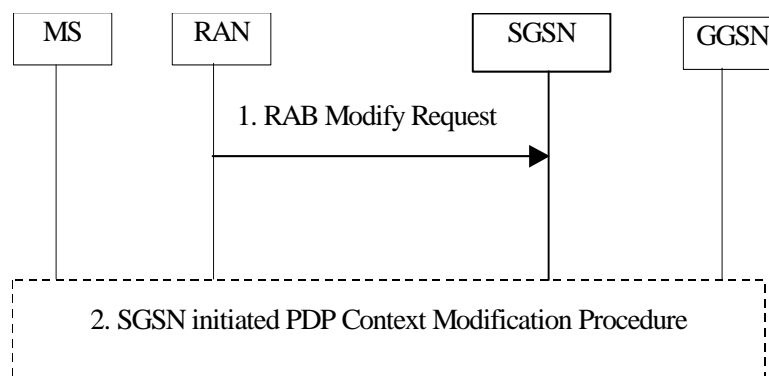 MS
RAN
SGSN
GGSN
1. RAB Modify Request
2. SGSN initiated PDP Context Modification Procedure